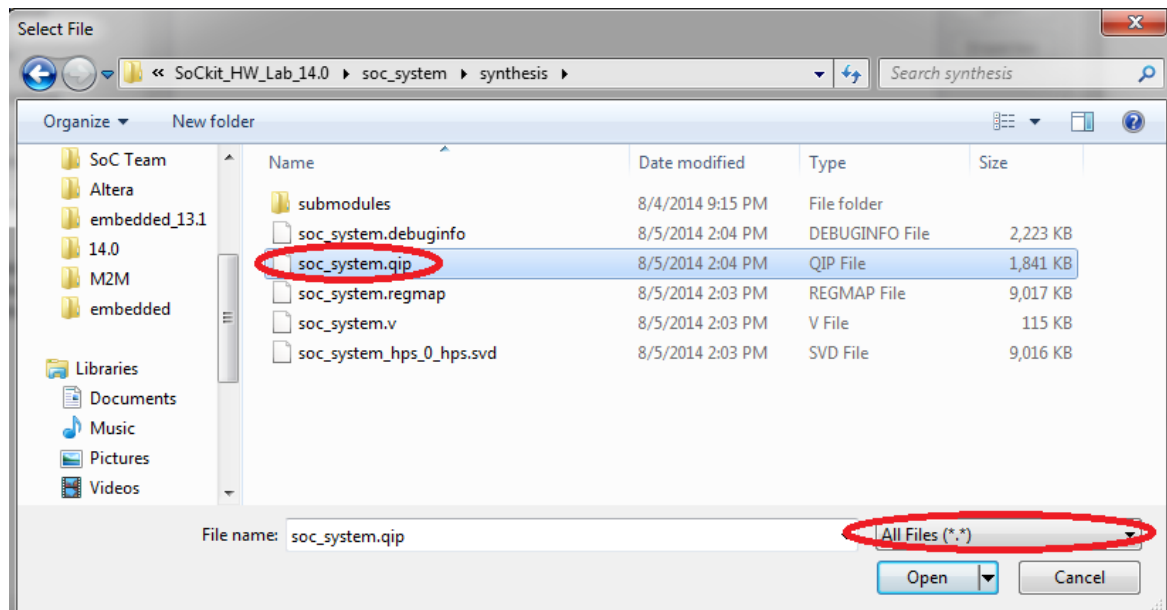 Select File
« SoCkit_HW_Lab_14.0 ▸ soc_system ▸ synthesis ▸ Search synthesis
Organize New folder
SoC Team
Altera
embedded_13.1
14.0
M2M
embedded
Libraries
Documents
Music
Pictures
Videos
Name Date modified Type Size
submodules 8/4/2014 9:15 PM File folder
soc_system.debuginfo 8/5/2014 2:04 PM DEBUGINFO File 2,223 KB
soc_system.qip 8/5/2014 2:04 PM QIP File 1,841 KB
soc_system.regmap 8/5/2014 2:03 PM REGMAP File 9,017 KB
soc_system.v 8/5/2014 2:03 PM V File 115 KB
soc_system_hps_0_hps.svd 8/5/2014 2:03 PM SVD File 9,016 KB
File name: soc_system.qip All Files (*.*)
Open Cancel